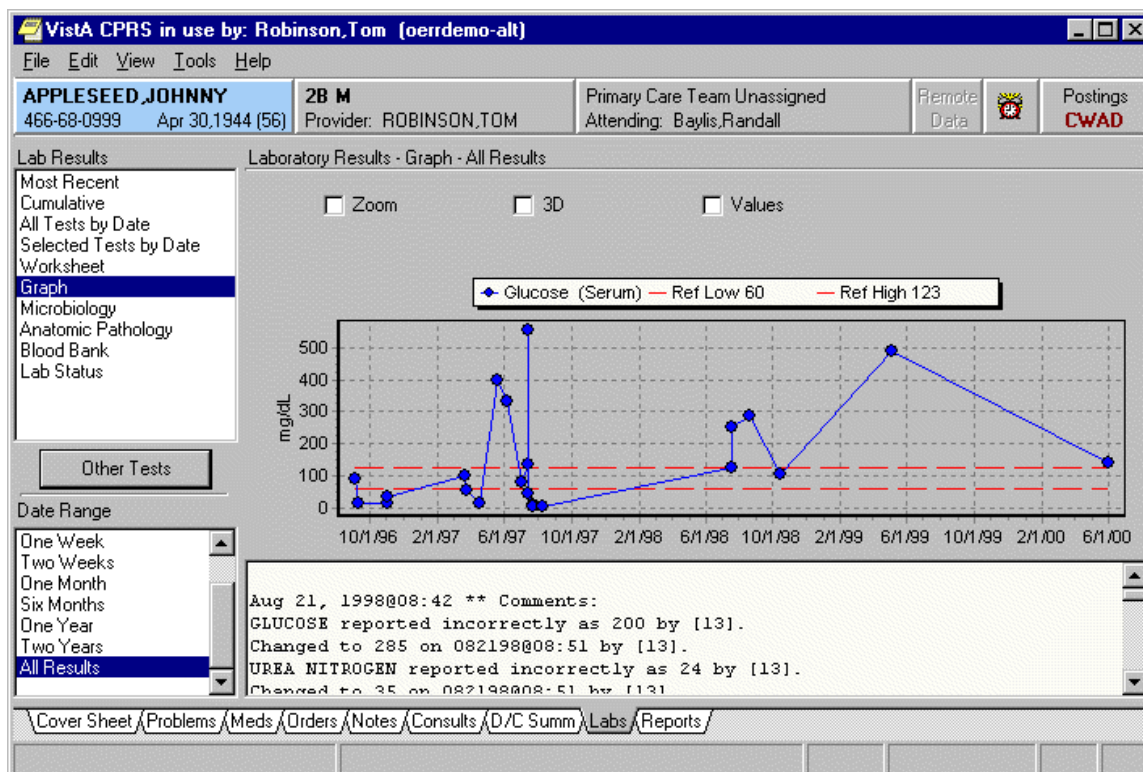 VistA CPRS in use by: Robinson,Tom (oerrdemo-alt)
File Edit View Tools Help
APPLESEED,JOHNNY
466-68-0999 Apr 30,1944 (56)
2B M
Provider: ROBINSON,TOM
Primary Care Team Unassigned
Attending: Baylis,Randall
Remote
Data
Postings
CWAD
Lab Results
Most Recent
Cumulative
All Tests by Date
Selected Tests by Date
Worksheet
Graph
Microbiology
Anatomic Pathology
Blood Bank
Lab Status
Other Tests
Date Range
One Week
Two Weeks
One Month
Six Months
One Year
Two Years
All Results
Laboratory Results - Graph - All Results
Zoom 3D Values
Glucose (Serum) Ref Low 60 Ref High 123
500
400
300
200
100
0
mg/dL
10/1/96 2/1/97 6/1/97 10/1/97 2/1/98 6/1/98 10/1/98 2/1/99 6/1/99 10/1/99 2/1/00 6/1/00
Aug 21, 1998@08:42 ** Comments:
GLUCOSE reported incorrectly as 200 by [13].
Changed to 285 on 082198@08:51 by [13].
UREA NITROGEN reported incorrectly as 24 by [13].
Changed to 35 on 082198@08:51 by [13]
Cover Sheet Problems Meds Orders Notes Consults D/C Summ Labs Reports